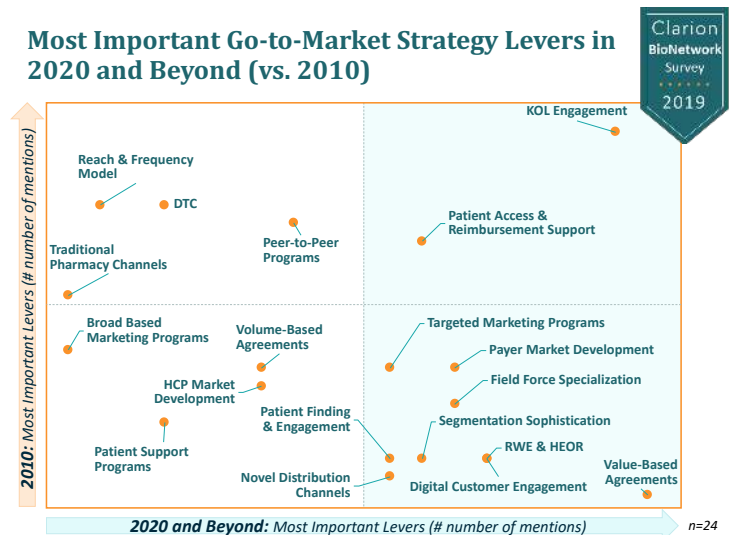 Most Important Go-to-Market Strategy Levers in
2020 and Beyond (vs. 2010)
Clarion
BioNetwork
Survey
2019
KOL Engagement
Reach & Frequency
Model
DTC
Patient Access &
Reimbursement Support
Peer-to-Peer
Programs
Traditional
Pharmacy Channels
Broad Based
Marketing Programs
Volume-Based
Agreements
Targeted Marketing Programs
Payer Market Development
HCP Market
Development
Field Force Specialization
Patient Finding
& Engagement
Segmentation Sophistication
Patient Support
Programs
RWE & HEOR
Novel Distribution
Channels
Digital Customer Engagement
Value-Based
Agreements
2010: Most Important Levers (# number of mentions)
2020 and Beyond: Most Important Levers (# number of mentions)
n=24